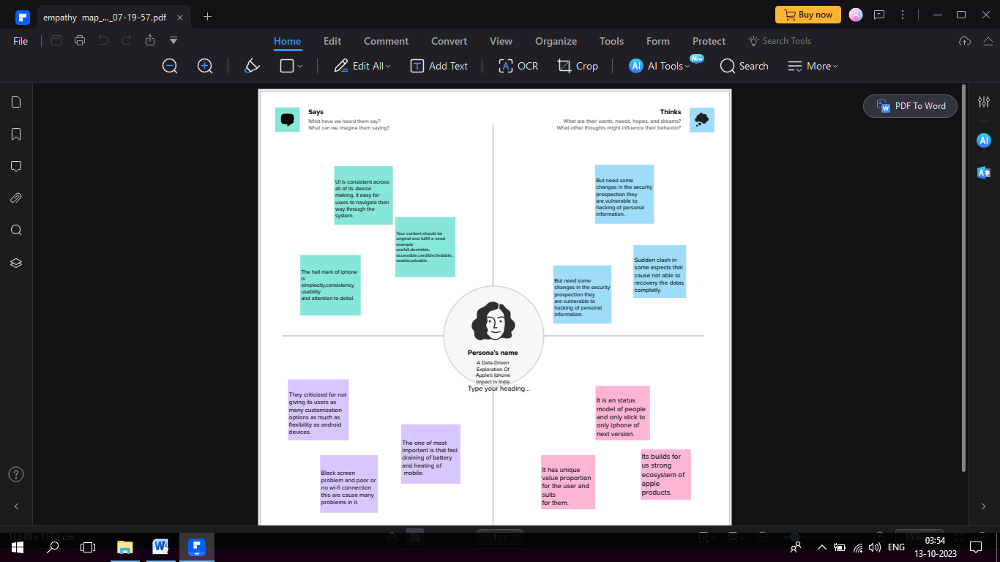 empathy map_..._07-19-57.pdf
Buy now
File
Home
Edit
Comment
Convert
View
Organize
Tools
Form
Protect
Search Tools
Edit All
Add Text
OCR
Crop
AI Tools
New
Search
More
PDF To Word
Says
What have we heard them say?
What can we imagine them saying?
Thinks
What are their wants, needs, hopes, and dreams?
What other thoughts might influence their behavior?
UI is consistent across
all of its device
making. it easy for
users to navigate their
way through the
system.
Your content should be
original and fulfill a need
example
usefull,desireble,
accessible,credible,findable,
usable,valuable.
The hall mark of iphone
is
simplecity,consistency,
usability
and attention to detial.
But need some
changes in the security
prospection they
are vulnerable to
hacking of personal
information.
Sudden clash in
some aspects that
cause not able to
recovery the datas
completly.
But need some
changes in the security
prospection they
are vulnerable to
hacking of personal
information.
Persona's name
A Data-Driven
Exploration Of
Apple's Iphone
Impact In India
Type your heading...
They criticized for not
giving its users as
many customization
options as much as
flexibility as android
devices.
The one of most
important is that fast
draining of battery
and heating of
mobile.
Black screen
problem and poor or
no wi-fi connection
this are cause many
problems in it.
It is an status
model of people
and only stick to
only iphone of
next version.
It has unique
value proportion
for the user and
suits
for them.
Its builds for
us strong
ecosystem of
apple
products.
113.89 x 117.2 cm
1 /1
15%
ENG
03:54
13-10-2023
AI